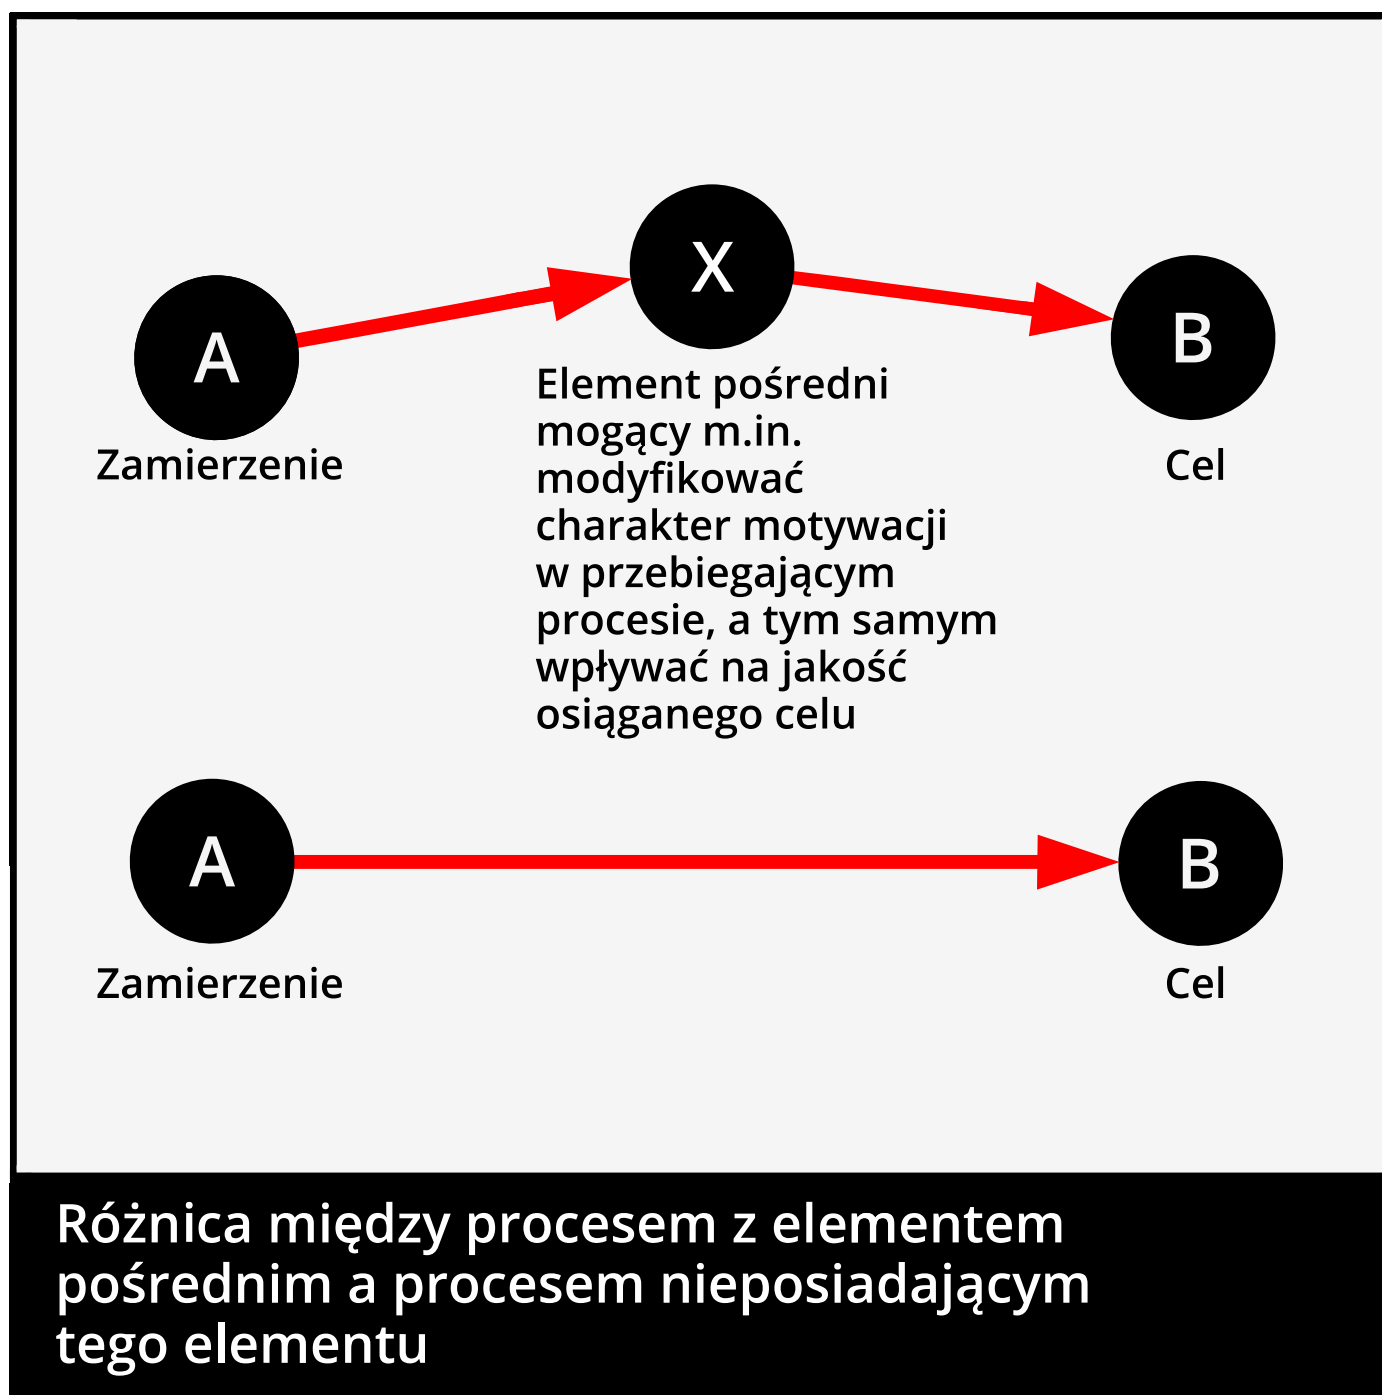 X
A
B
Element pośredni
mogący m.in.
modyfikować
charakter motywacji
w przebiegającym
procesie, a tym samym
wpływać na jakość
osiąganego celu
Zamierzenie
Cel
A
B
Zamierzenie
Cel
Różnica między procesem z elementem
pośrednim a procesem nieposiadającym
tego elementu